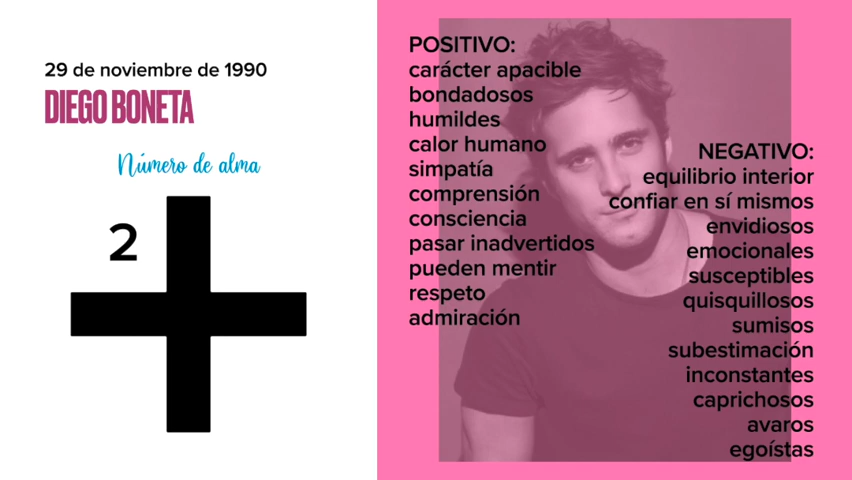 29 de noviembre de 1990
DIEGO BONETA
Número de alma
2
POSITIVO:
carácter apacible
bondadosos
humildes
calor humano
simpatía
comprensión
consciencia
pasar inadvertidos
pueden mentir
respeto
admiración
NEGATIVO:
equilibrio interior
confiar en sí mismos
envidiosos
emocionales
susceptibles
quisquillosos
sumisos
subestimación
inconstantes
caprichosos
avaros
egoístas